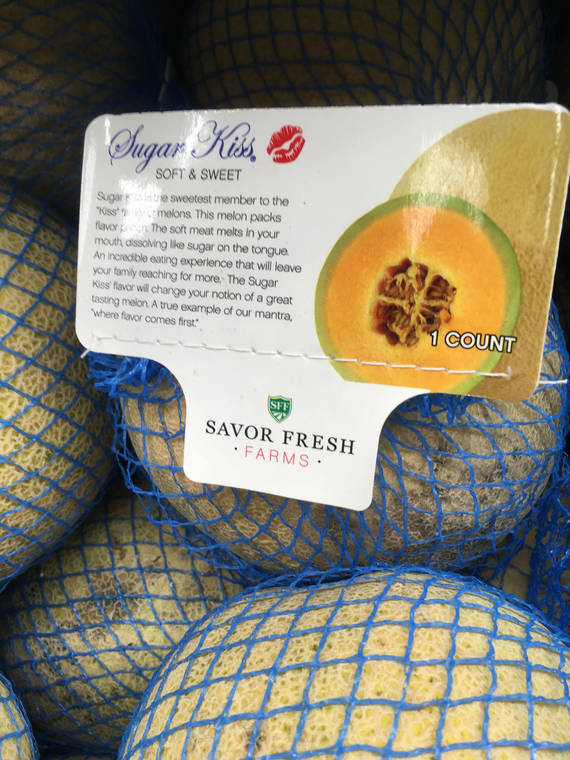 Sugar Kiss®
SOFT & SWEET
Sugar the sweetest member to the
"Kiss" melons. This melon packs
flavor The soft meat melts in your
mouth, dissolving like sugar on the tongue.
An incredible eating experience that will leave
your family reaching for more. The Sugar
Kiss' flavor will change your notion of a great
tasting melon. A true example of our mantra,
"where flavor comes first."
1 COUNT
SFF
SAVOR FRESH
· FARMS ·